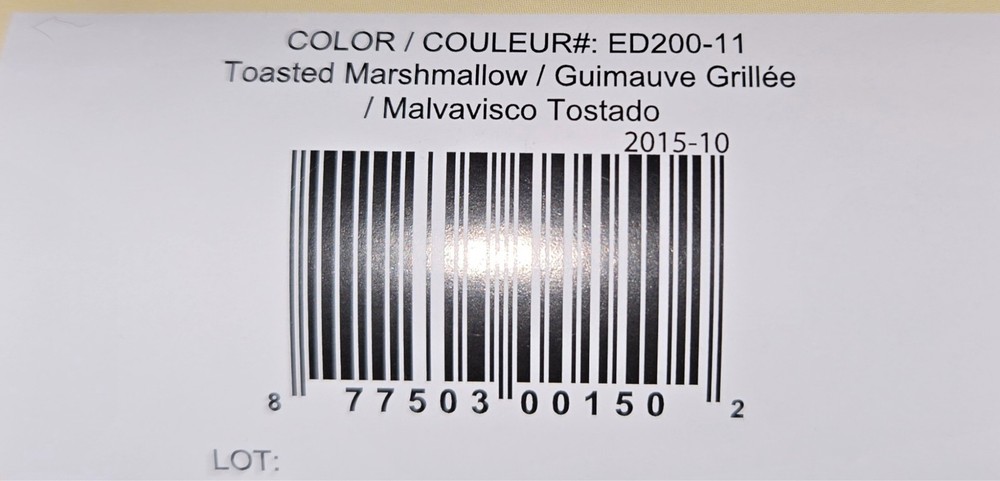 COLOR / COULEUR#: ED200-11
Toasted Marshmallow / Guimauve Grillée
/ Malvavisco Tostado
2015-10
8 77503 00150 2
LOT: